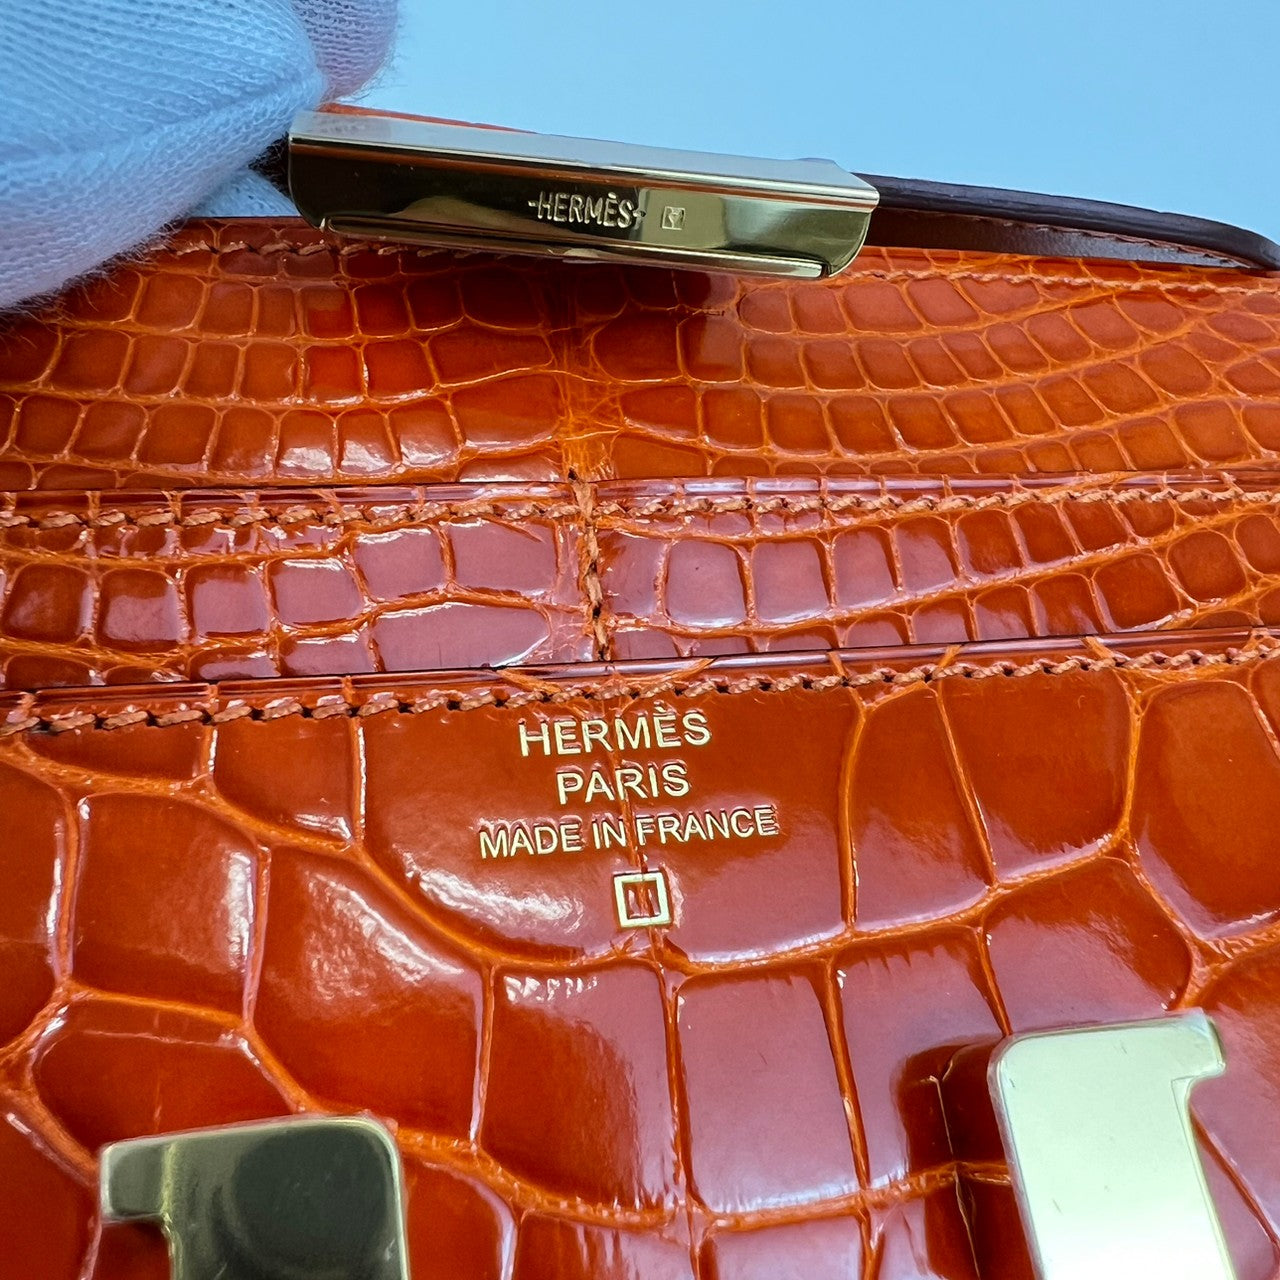 -HERMÈS-
HERMÈS
PARIS
MADE IN FRANCE